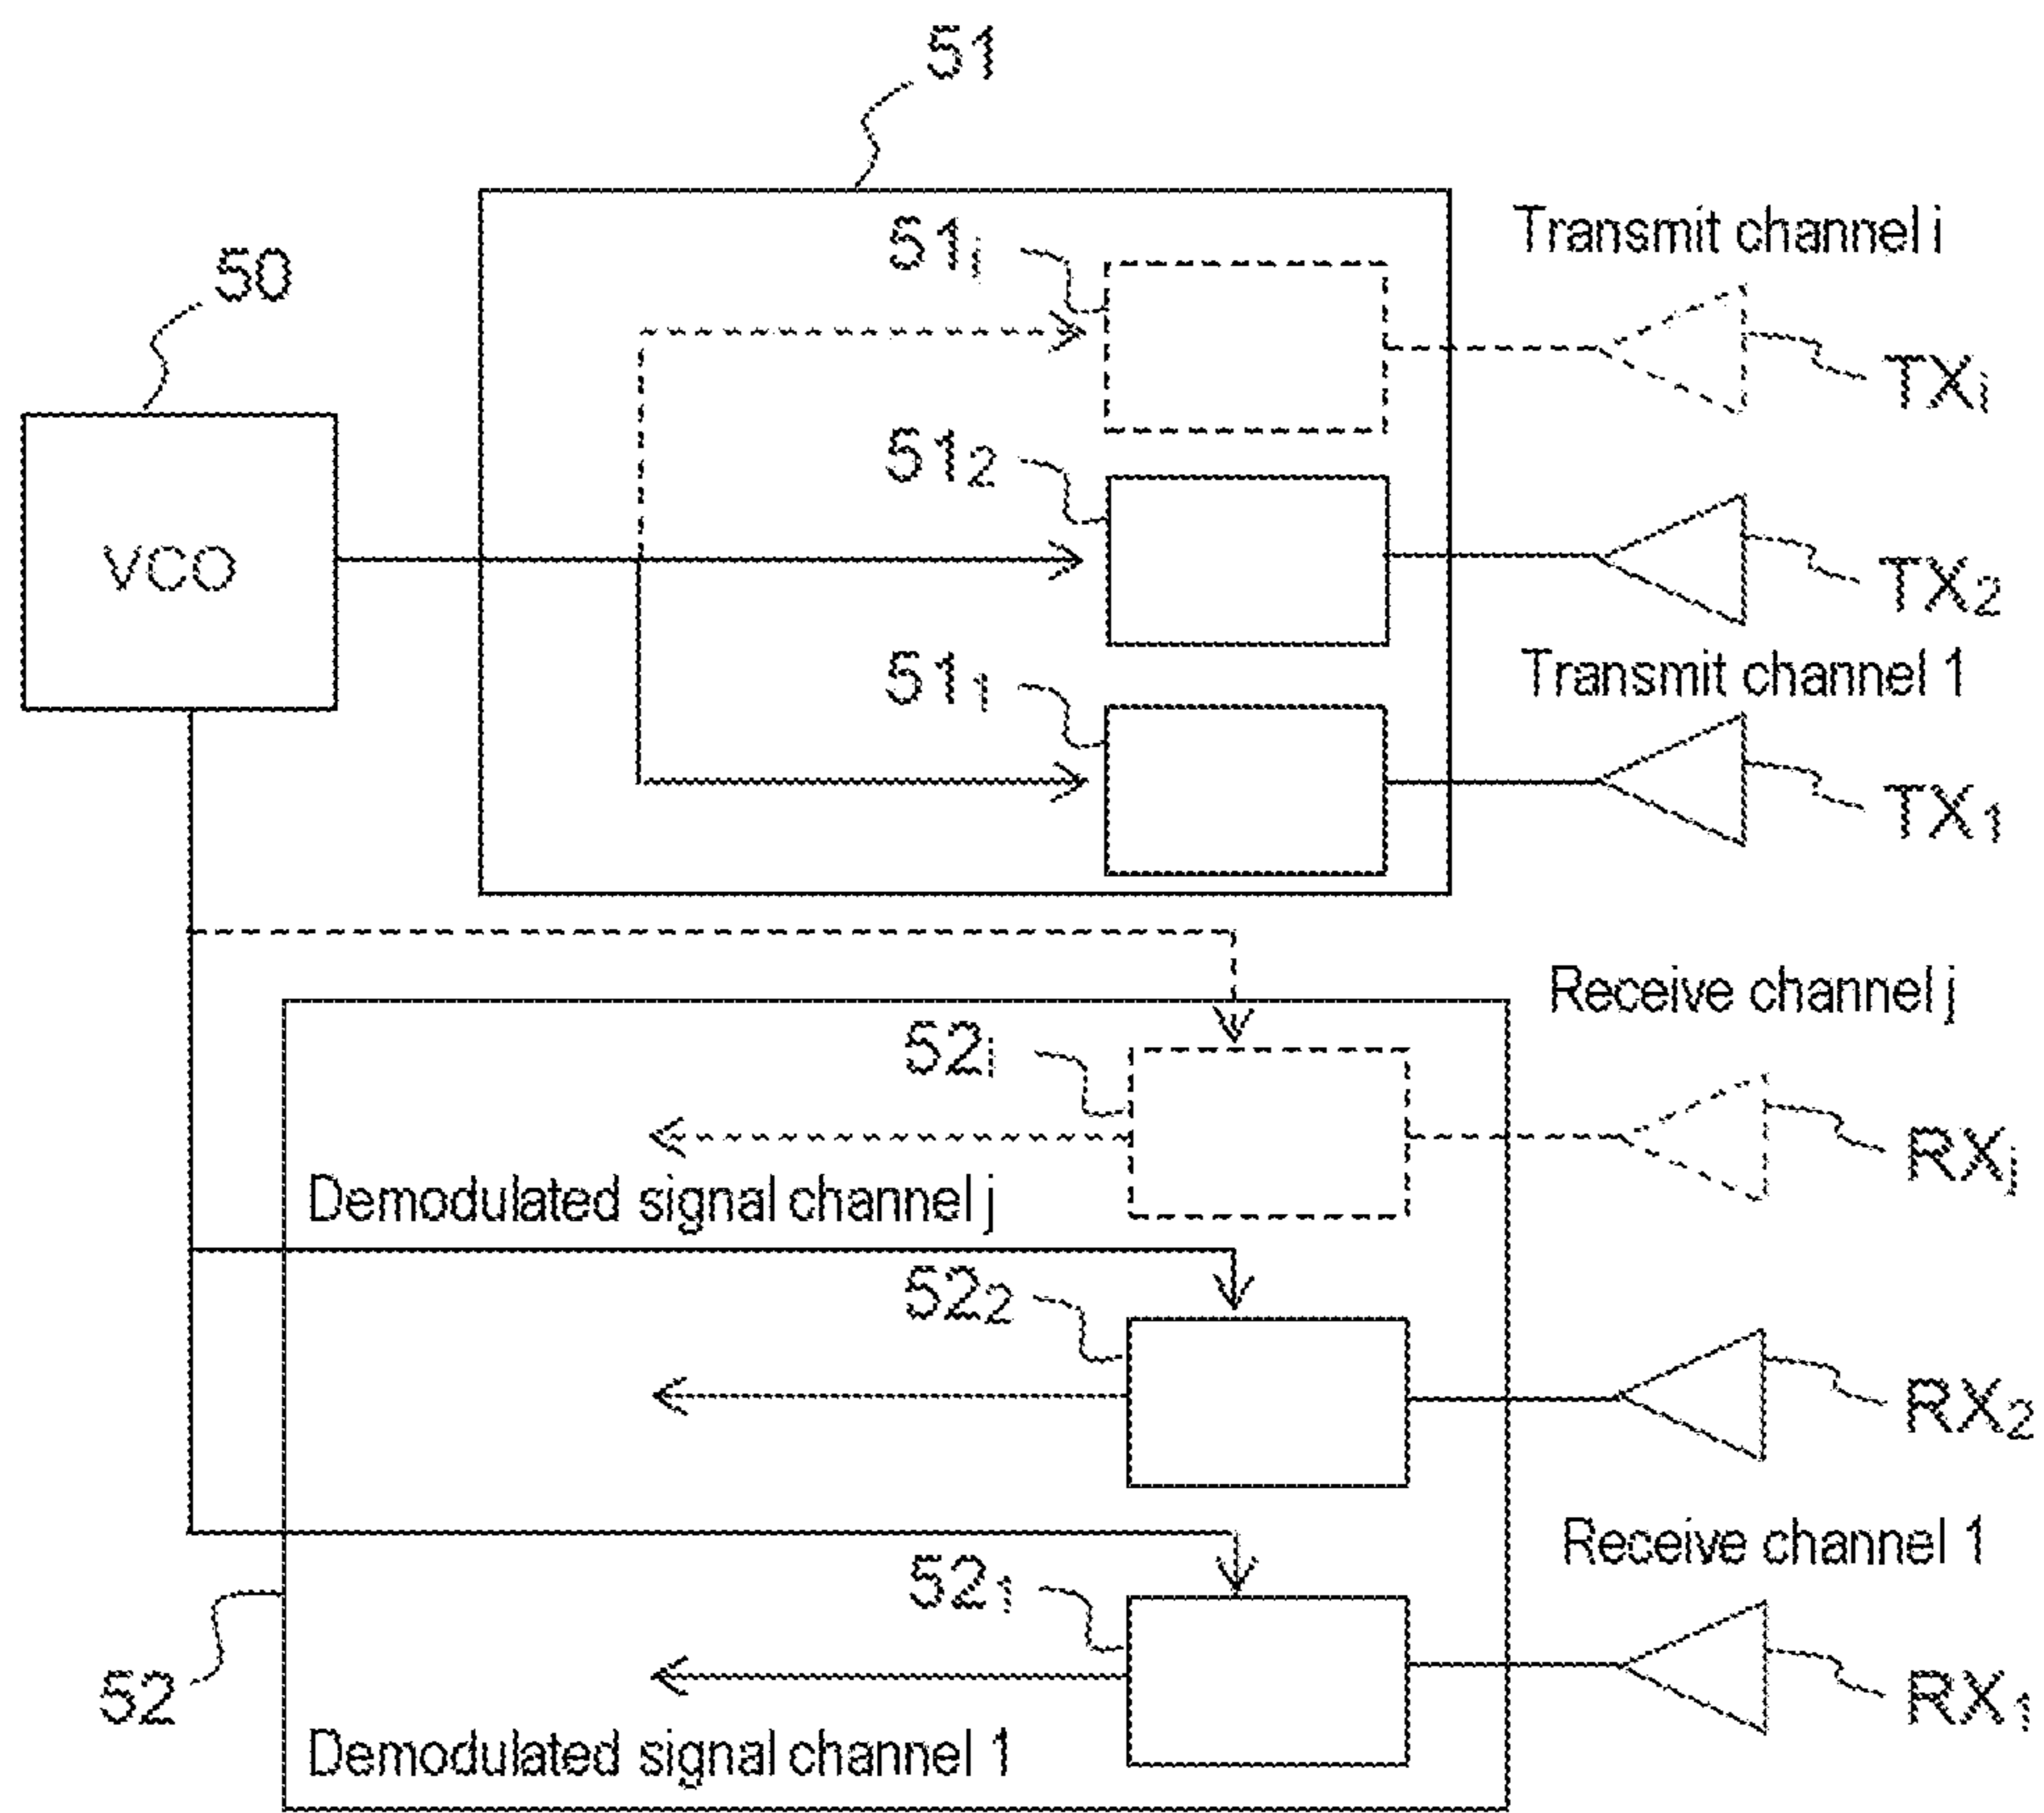 51
Transmit channel i
51i
50
TXi
512
VCO
TX2
511
Transmit channel 1
TX1
Receive channel j
52i
RXj
Demodulated signal channel j
522
RX2
Receive channel 1
521
52
RX1
Demodulated signal channel 1